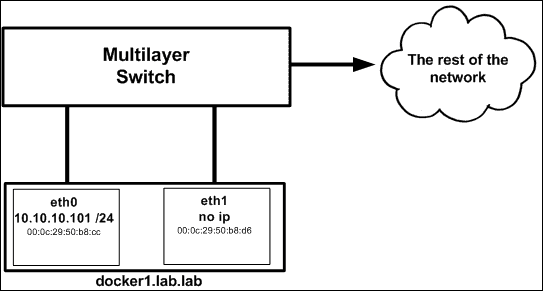 Multilayer
Switch
The rest of the
network
eth0
10.10.10.101 /24
00:0c:29:50:b8:cc
eth1
no ip
00:0c:29:50:b8:d6
docker1.lab.lab